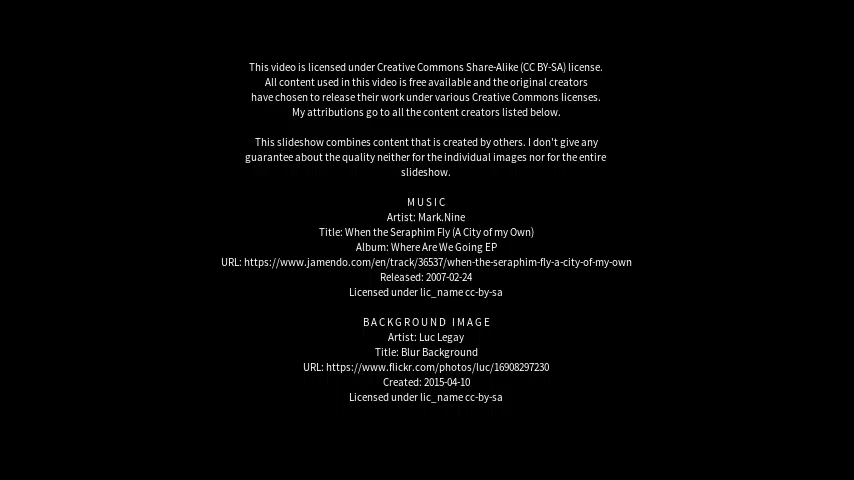 This video is licensed under Creative Commons Share-Alike (CC BY-SA) license.
All content used in this video is free available and the original creators
have chosen to release their work under various Creative Commons licenses.
My attributions go to all the content creators listed below.
This slideshow combines content that is created by others. I don't give any
guarantee about the quality neither for the individual images nor for the entire
slideshow.
MUSIC
Artist: Mark.Nine
Title: When the Seraphim Fly (A City of my Own)
Album: Where Are We Going EP
URL: https://www.jamendo.com/en/track/36537/when-the-seraphim-fly-a-city-of-my-own
Released: 2007-02-24
Licensed under lic_name cc-by-sa
BACKGROUND IMAGE
Artist: Luc Legay
Title: Blur Background
URL: https://www.flickr.com/photos/luc/16908297230
Created: 2015-04-10
Licensed under lic_name cc-by-sa